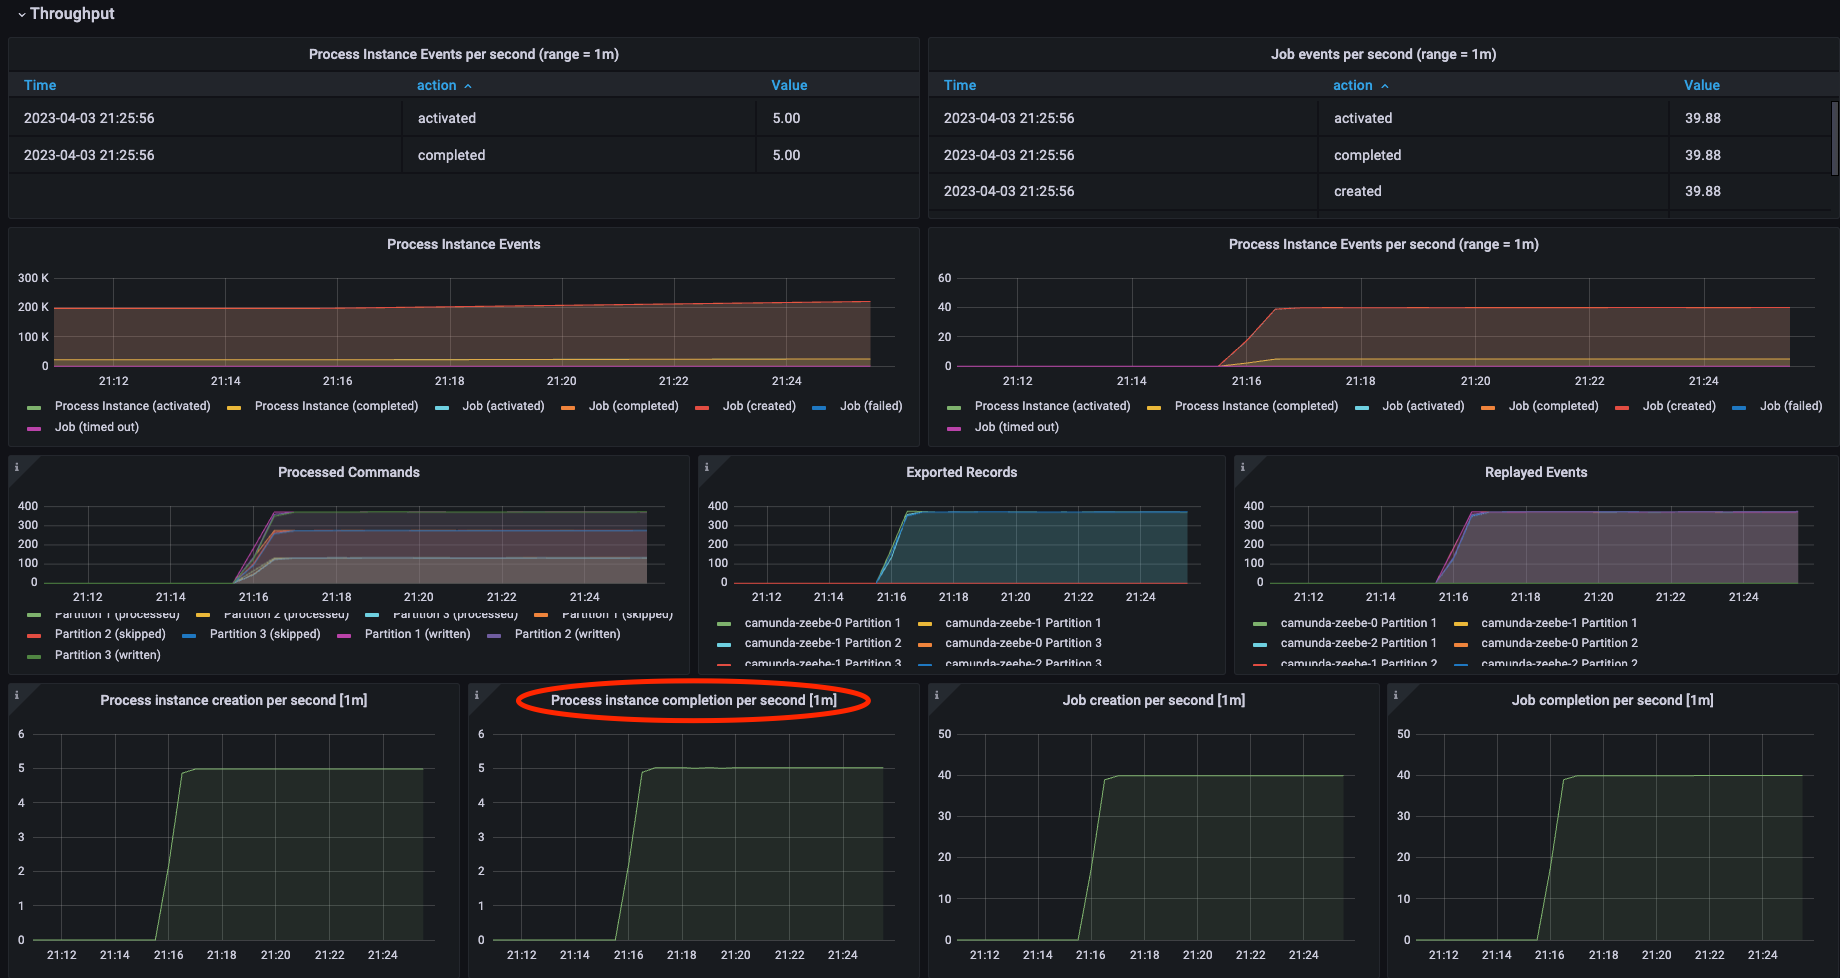 Throughput
Process Instance Events per second (range = 1m)
Time action Value
2023-04-03 21:25:56 activated 5.00
2023-04-03 21:25:56 completed 5.00
Job events per second (range = 1m)
Time action Value
2023-04-03 21:25:56 activated 39.88
2023-04-03 21:25:56 completed 39.88
2023-04-03 21:25:56 created 39.88
Process Instance Events
300 K
200 K
100 K
0
21:12 21:14 21:16 21:18 21:20 21:22 21:24
Process Instance (activated) Process Instance (completed) Job (activated) Job (completed) Job (created) Job (failed)
Job (timed out)
Process Instance Events per second (range = 1m)
60
40
20
0
21:12 21:14 21:16 21:18 21:20 21:22 21:24
Process Instance (activated) Process Instance (completed) Job (activated) Job (completed) Job (created) Job (failed)
Job (timed out)
i
Processed Commands
400
300
200
100
0
21:12 21:14 21:16 21:18 21:20 21:22 21:24
Partition 1 (processed) Partition 2 (processed) Partition 3 (processed) Partition 1 (skipped)
Partition 2 (skipped) Partition 3 (skipped) Partition 1 (written) Partition 2 (written)
Partition 3 (written)
i
Exported Records
400
300
200
100
0
21:12 21:14 21:16 21:18 21:20 21:22 21:24
camunda-zeebe-0 Partition 1 camunda-zeebe-1 Partition 1
camunda-zeebe-1 Partition 2 camunda-zeebe-0 Partition 3
camunda-zeebe-1 Partition 3 camunda-zeebe-2 Partition 3
i
Replayed Events
400
300
200
100
0
21:12 21:14 21:16 21:18 21:20 21:22 21:24
camunda-zeebe-0 Partition 1 camunda-zeebe-1 Partition 1
camunda-zeebe-2 Partition 1 camunda-zeebe-0 Partition 2
camunda-zeebe-1 Partition 2 camunda-zeebe-2 Partition 2
i
Process instance creation per second [1m]
6
5
4
3
2
1
0
21:12 21:14 21:16 21:18 21:20 21:22 21:24
i
Process instance completion per second [1m]
6
5
4
3
2
1
0
21:12 21:14 21:16 21:18 21:20 21:22 21:24
i
Job creation per second [1m]
50
40
30
20
10
0
21:12 21:14 21:16 21:18 21:20 21:22 21:24
i
Job completion per second [1m]
50
40
30
20
10
0
21:12 21:14 21:16 21:18 21:20 21:22 21:24